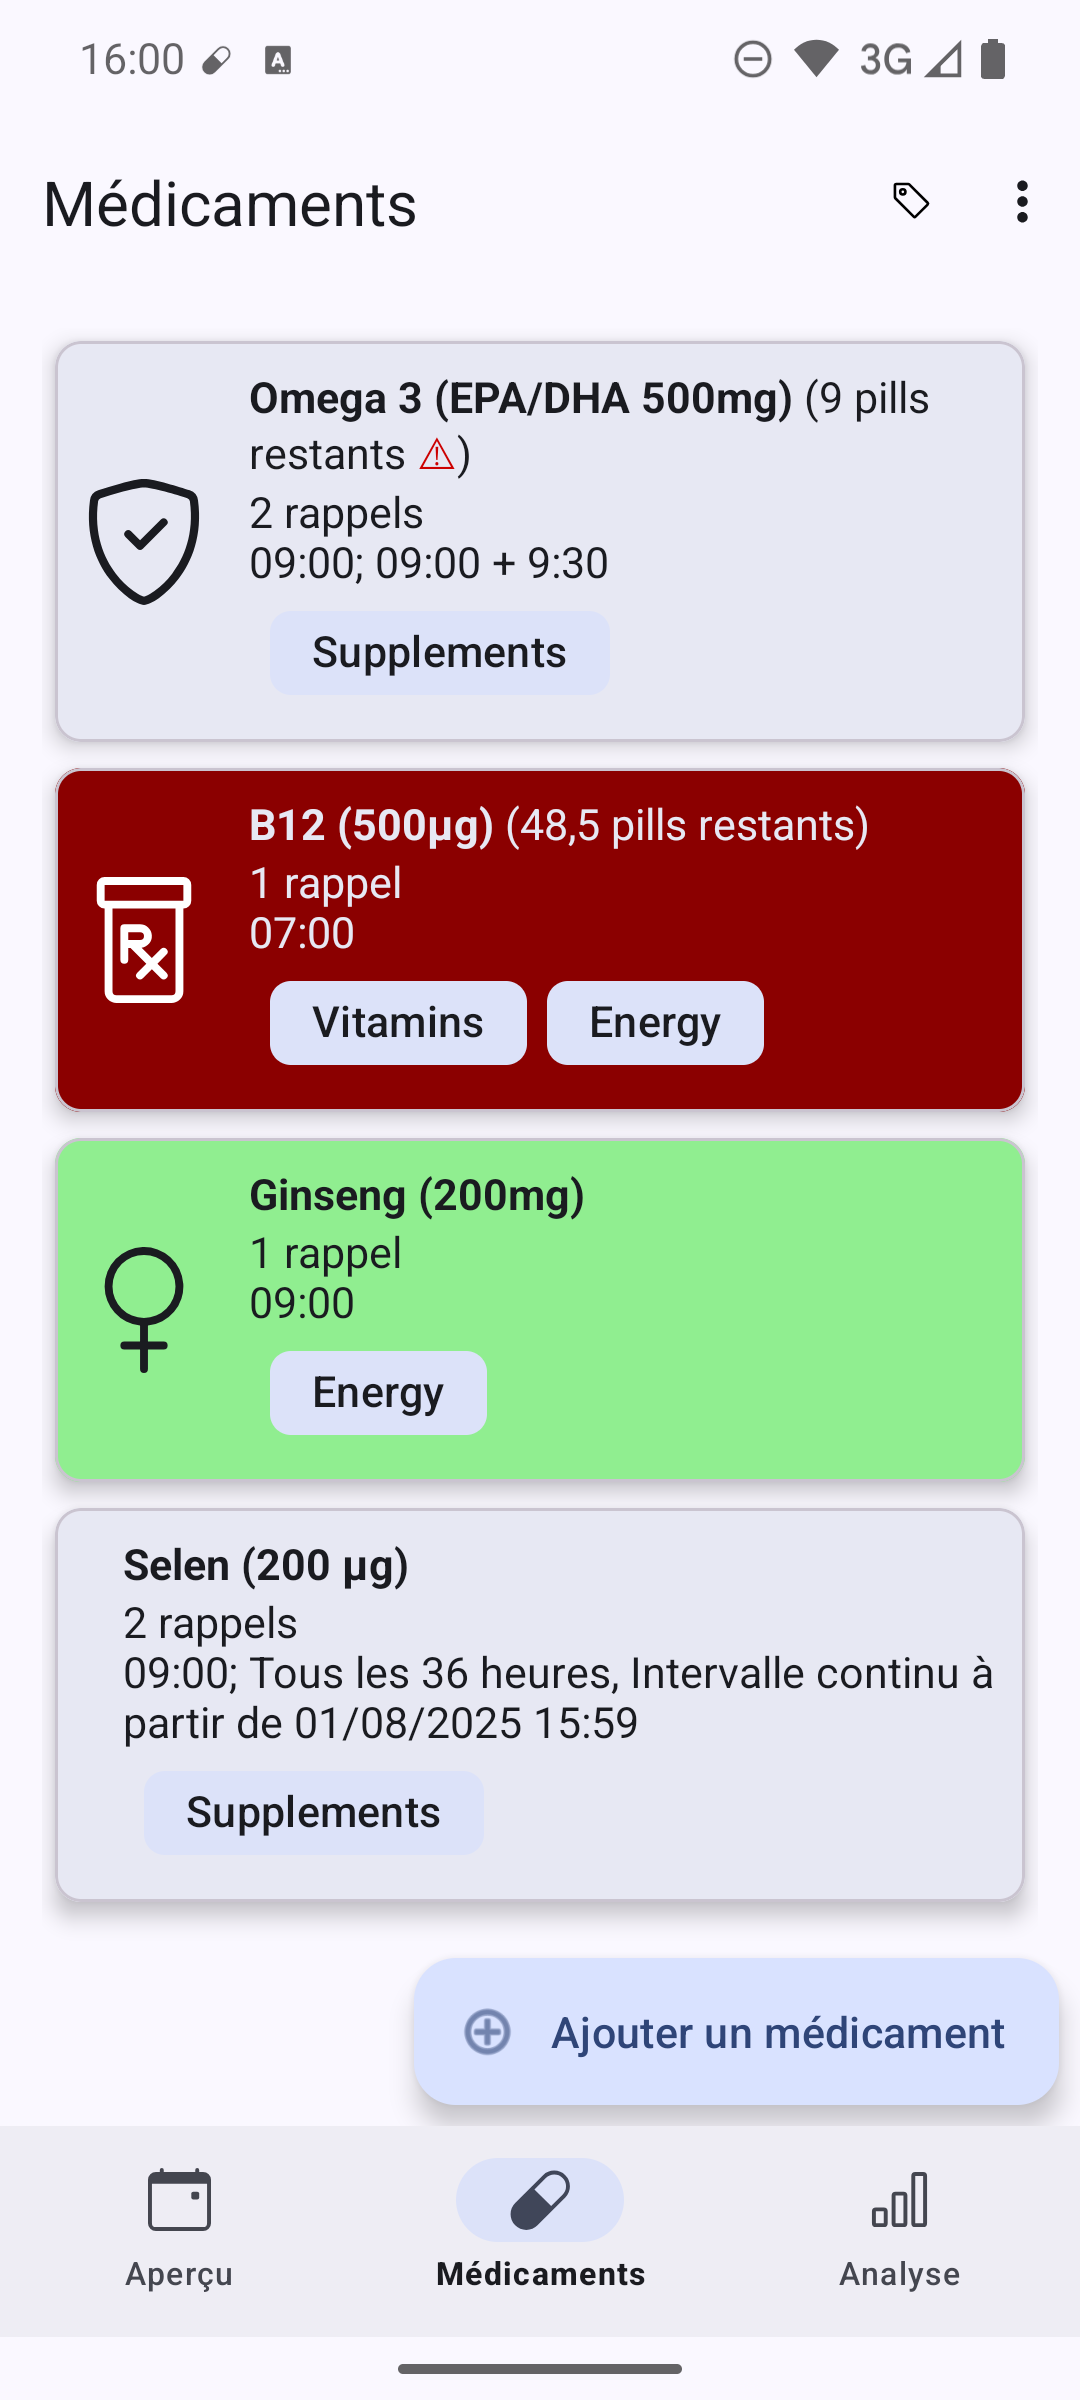 16:00
3G
Médicaments
Omega 3 (EPA/DHA 500mg) (9 pills
restants ⚠)
2 rappels
09:00; 09:00 + 9:30
Supplements
B12 (500µg) (48,5 pills restants)
1 rappel
07:00
Vitamins
Energy
Ginseng (200mg)
1 rappel
09:00
Energy
Selen (200 µg)
2 rappels
09:00; Tous les 36 heures, Intervalle continu à
partir de 01/08/2025 15:59
Supplements
Ajouter un médicament
Aperçu
Médicaments
Analyse